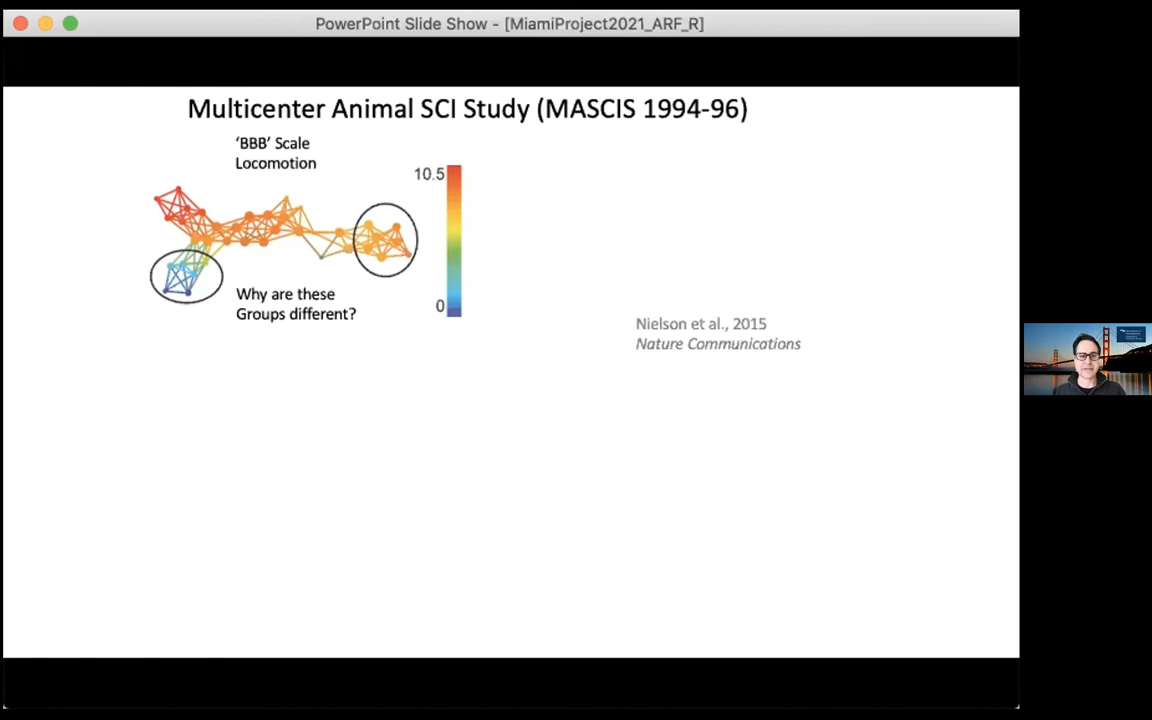 PowerPoint Slide Show - [MiamiProject2021_ARF_R]
Multicenter Animal SCI Study (MASCIS 1994-96)
‘BBB’ Scale
Locomotion
10.5
0
Why are these
Groups different?
Nielson et al., 2015
Nature Communications